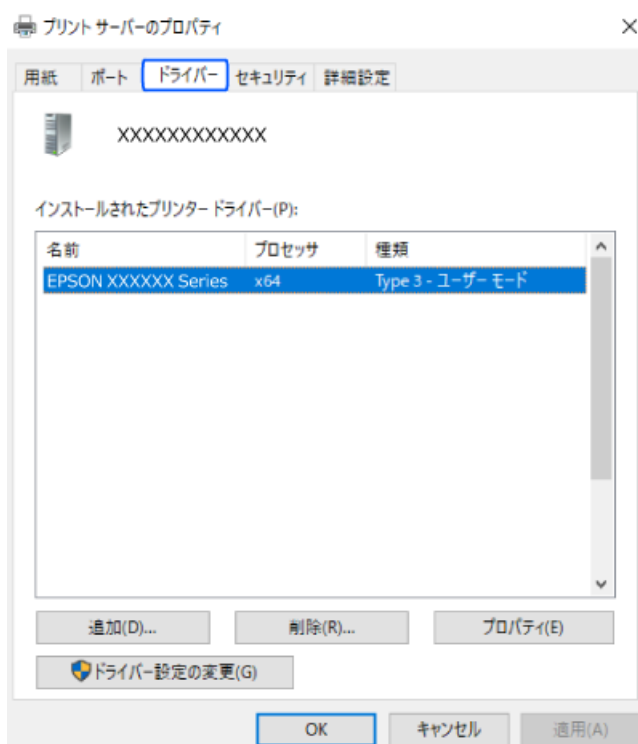 プリント サーバーのプロパティ
用紙 ポート ドライバー セキュリティ 詳細設定
XXXXXXXXXXXX
インストールされたプリンター ドライバー(P):
名前 プロセッサ 種類
EPSON XXXXXX Series x64 Type 3 - ユーザー モード
追加(D)... 削除(R)... プロパティ(E)
ドライバー設定の変更(G)
OK キャンセル 適用(A)